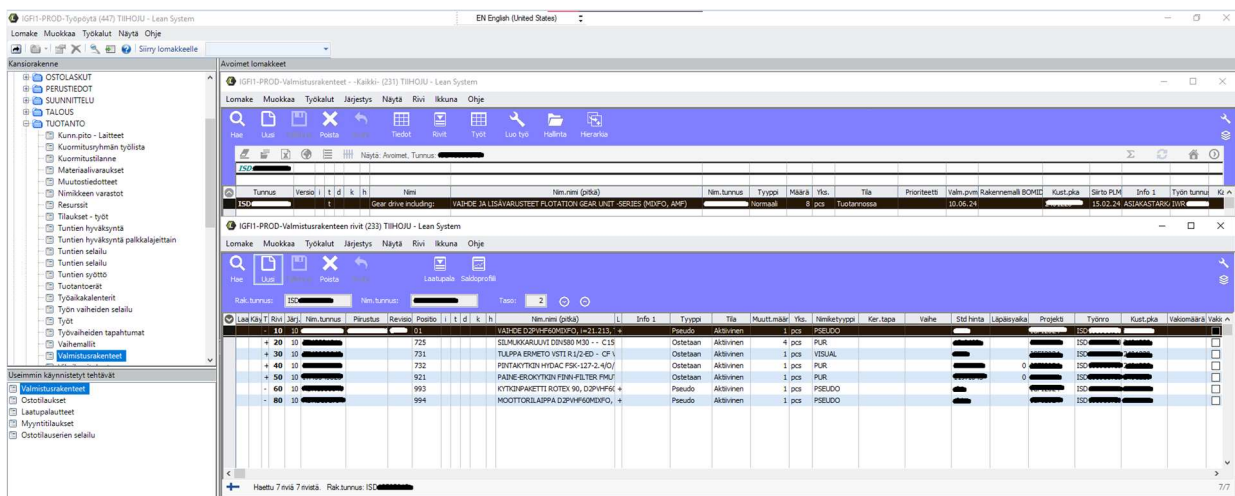 IGFI1-PROD-Työpöytä (447) TIIHOJU - Lean System
EN English (United States)
Lomake Muokkaa Työkalut Näytä Ohje
Siirry lomakkeelle
Kansiorakenne
OSTOLASKUT
PERUSTIEDOT
SUUNNITTELU
TALOUS
TUOTANTO
Kunn.pito - Laitteet
Kuormitusryhmän työlista
Kuormitustilanne
Materiaalivaraukset
Muutostiedotteet
Nimikkeen varastot
Resurssit
Tilaukset - työt
Tuntien hyväksyntä
Tuntien hyväksyntä palkkalajeittain
Tuntien selailu
Tuntien selailu
Tuntien syöttö
Tuotantoerät
Työaikakalenterit
Työn vaiheiden selailu
Työt
Työvaiheiden tapahtumat
Vaihemallit
Valmistusrakenteet
Useimmin käynnistetyt tehtävät
Valmistusrakenteet
Ostotilaukset
Laatupalautteet
Myyntitilaukset
Ostotilauserien selailu
Avoimet lomakkeet
IGFI1-PROD-Valmistusrakenteet - -Kaikki- (231) TIIHOJU - Lean System
Lomake Muokkaa Työkalut Järjestys Näytä Rivi Ikkuna Ohje
Hae Uusi Poista Tiedot Rivit Työt Luo työ Hallinta Hierarkia
Näytä: Avoimet, Tunnus:
ISD
Tunnus Versio i t d k h Nimi Nim.nimi (pitkä) Nim.tunnus Tyyppi Määrä Yks. Tila Prioriteetti Valm.pvm Rakennemalli BOMID Kust.pka Siirto PLM Info 1 Työn tunnu
ISD t Gear drive including: VAIHDE JA LISÄVARUSTEET FLOTATION GEAR UNIT -SERIES (MIXFO, AMF) Normaali 8 pcs Tuotannossa 10.06.24 15.02.24 ASIAKASTARK IWR
IGFI1-PROD-Valmistusrakenteen rivit (233) TIIHOJU - Lean System
Lomake Muokkaa Työkalut Järjestys Näytä Rivi Ikkuna Ohje
Hae Uusi Poista Laatupala Saldoprofiili
Rak.tunnus: ISD Nim.tunnus: Taso: 2
Laa Käy T Rivi Järj. Nim.tunnus Piirustus Revisio Positio i t d k h Nim.nimi (pitkä) L Info 1 Tyyppi Tila Muutt.määr Yks. Nimiketyyppi Ker.tapa Vaihe Std hinta Läpäisyaika Projekti Työnro Kust.pka Vakiomäärä Vaki
- 10 10 01 VAIHDE D2PVHF60MIXFO, i=21.213, + Pseudo Aktiivinen 1 pcs PSEUDO ISD
+ 20 10 725 SILMUKKARUUVI DIN580 M30 - - C15 Ostetaan Aktiivinen 4 pcs PUR ISD
+ 30 10 731 TULPPA ERMETO VSTI R1/2-ED - CF V Ostetaan Aktiivinen 1 pcs VISUAL ISD
+ 40 10 732 PINTAKYTKIN HYDAC FSK-127-2.4/O/ Ostetaan Aktiivinen 1 pcs PUR 0 ISD
+ 50 10 921 PAINE-EROKYTKIN FINN-FILTER FMU Ostetaan Aktiivinen 1 pcs PUR 0 ISD
- 60 10 993 KYTKINPAKETTI ROTEX 90, D2PVHF60 + Pseudo Aktiivinen 1 pcs PSEUDO ISD
- 80 10 994 MOOTTORILAIPPA D2PVHF60MIXFO, + Pseudo Aktiivinen 1 pcs PSEUDO ISD
Haettu 7 riviä 7 rivistä. Rak.tunnus: ISD
7/7